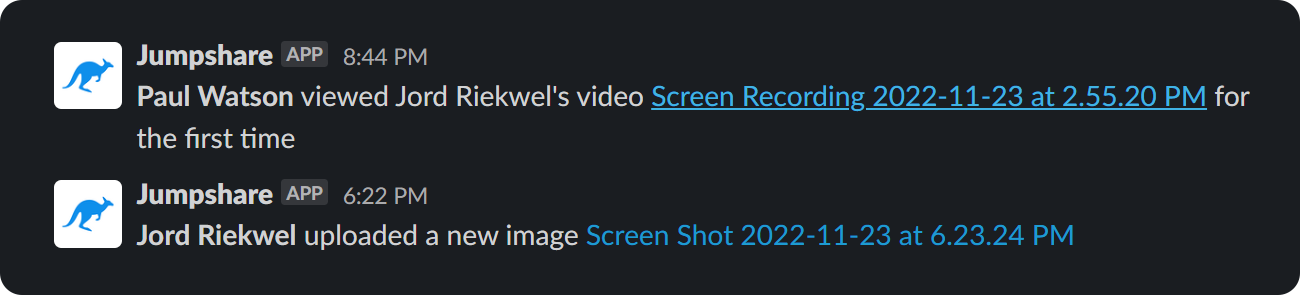 Jumpshare APP 8:44 PM
Paul Watson viewed Jord Riekwel's video Screen Recording 2022-11-23 at 2.55.20 PM for
the first time
Jumpshare APP 6:22 PM
Jord Riekwel uploaded a new image Screen Shot 2022-11-23 at 6.23.24 PM